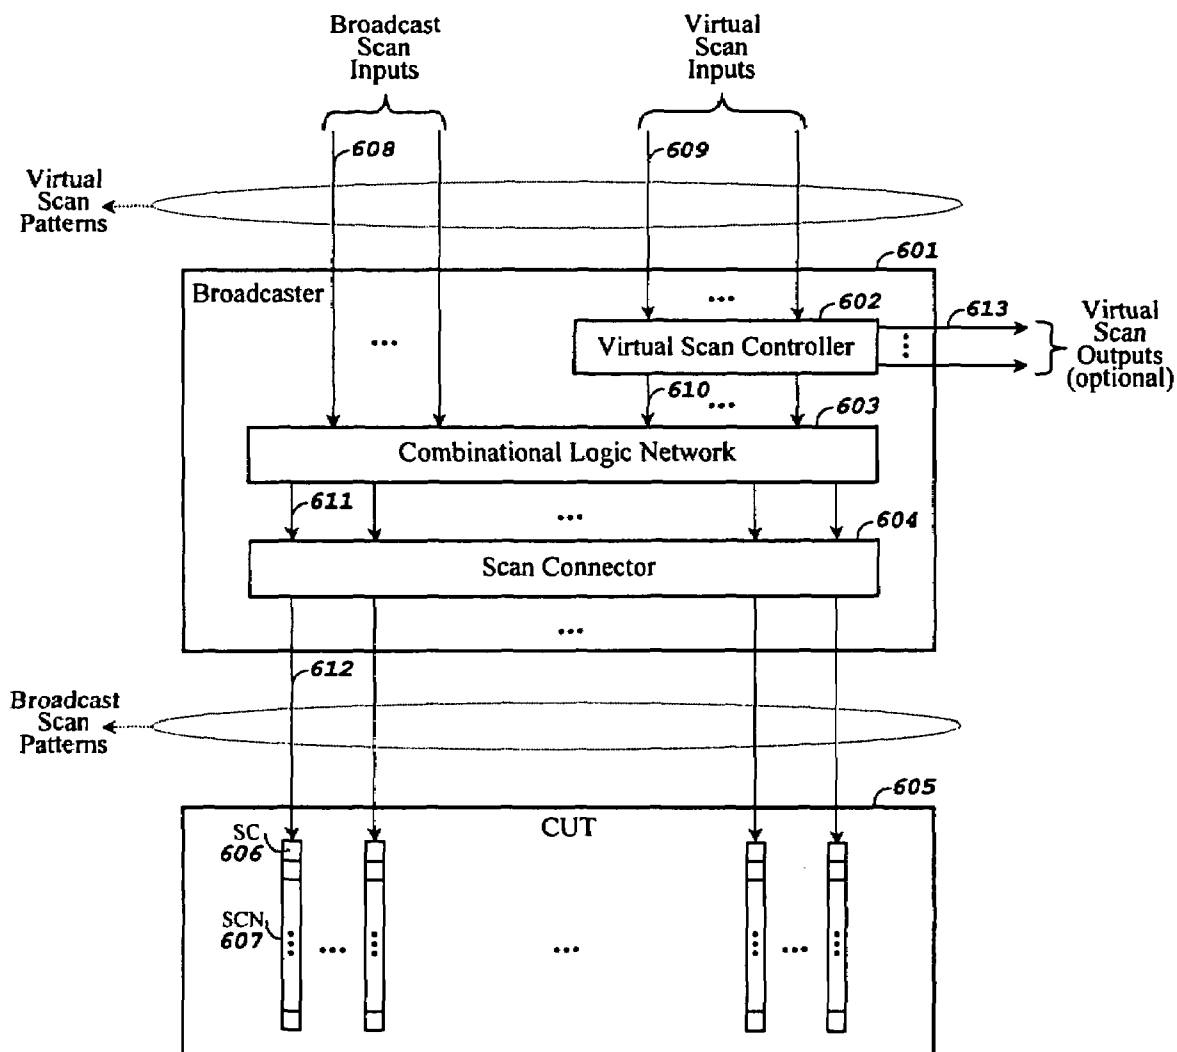 Broadcast
Scan
Inputs
Virtual
Scan
Inputs
608
609
Virtual
Scan
Patterns
601
Broadcaster
602
613
Virtual Scan Controller
Virtual
Scan
Outputs
(optional)
610
603
Combinational Logic Network
611
604
Scan Connector
612
Broadcast
Scan
Patterns
605
CUT
SC
606
SCN
607